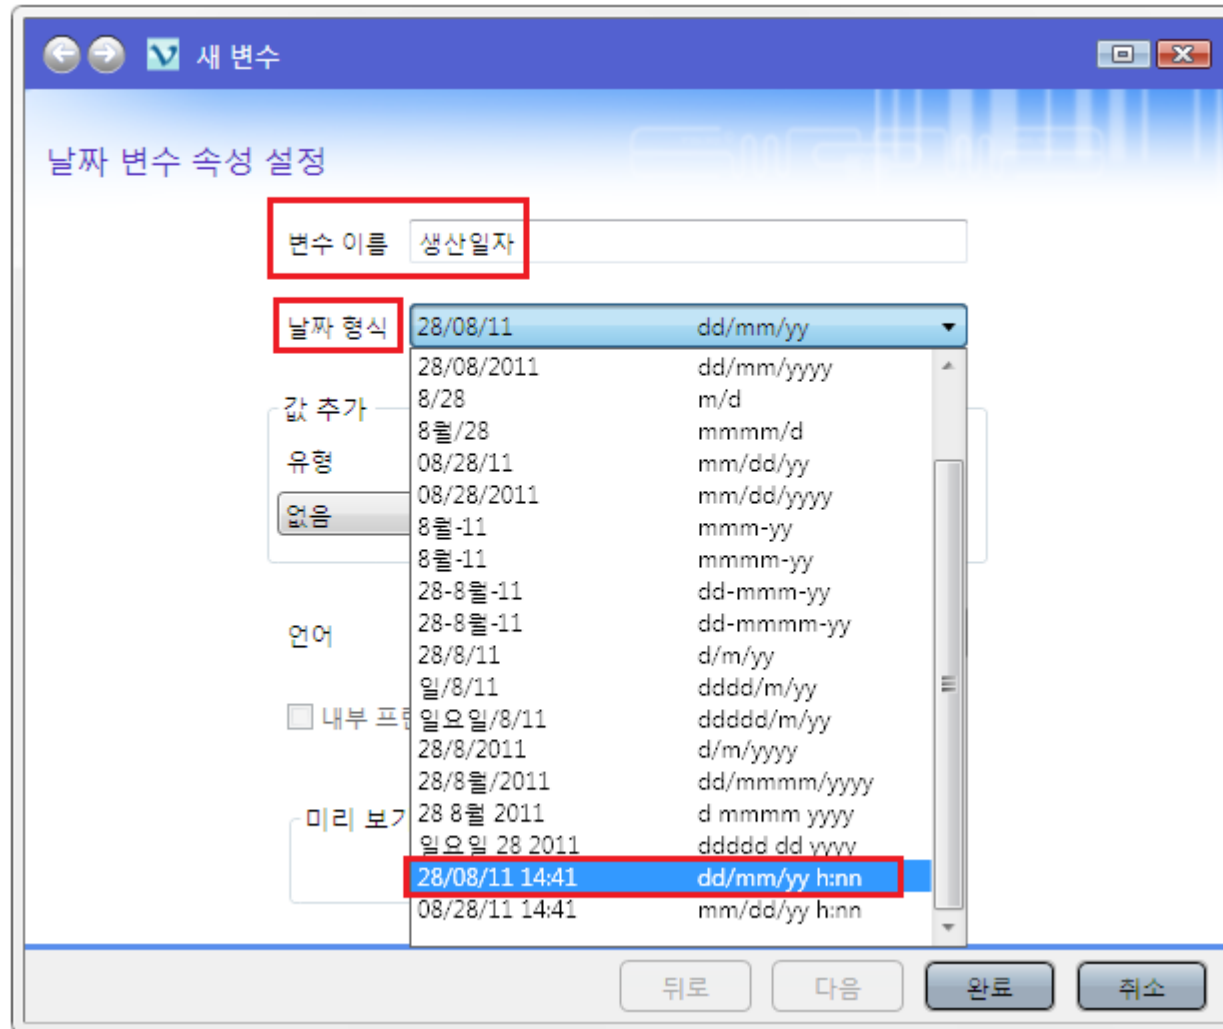 새 변수
날짜 변수 속성 설정
변수 이름 생산일자
날짜 형식 28/08/11 dd/mm/yy
28/08/2011 dd/mm/yyyy
8/28 m/d
값 추가
8월/28 mmmm/d
유형
08/28/11 mm/dd/yy
08/28/2011 mm/dd/yyyy
없음
8월-11 mmm-yy
8월-11 mmmm-yy
28-8월-11 dd-mmm-yy
28-8월-11 dd-mmmm-yy
언어
28/8/11 d/m/yy
일/8/11 dddd/m/yy
내부
일요일/8/11 ddddd/m/yy
28/8/2011 d/m/yyyy
28/8월/2011 dd/mmmm/yyyy
미리 보기
28 8월 2011 d mmmm yyyy
일요일 28 2011 ddddd dd yyyy
28/08/11 14:41 dd/mm/yy h:nn
08/28/11 14:41 mm/dd/yy h:nn
뒤로 다음 완료 취소